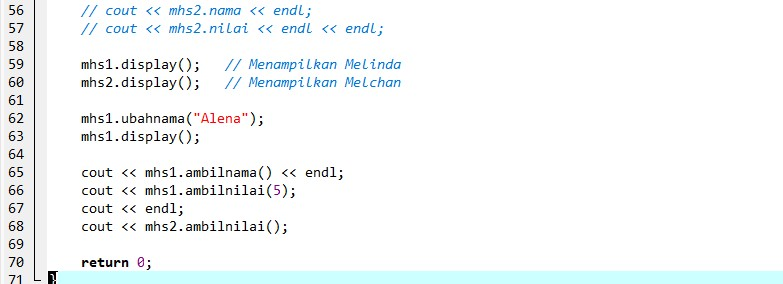 56 // cout << mhs2.nama << endl;
57 // cout << mhs2.nilai << endl << endl;
58
59 mhs1.display(); // Menampilkan Melinda
60 mhs2.display(); // Menampilkan Melchan
61
62 mhs1.ubahnama("Alena");
63 mhs1.display();
64
65 cout << mhs1.ambilnama() << endl;
66 cout << mhs1.ambilnilai(5);
67 cout << endl;
68 cout << mhs2.ambilnilai();
69
70 return 0;
71 }